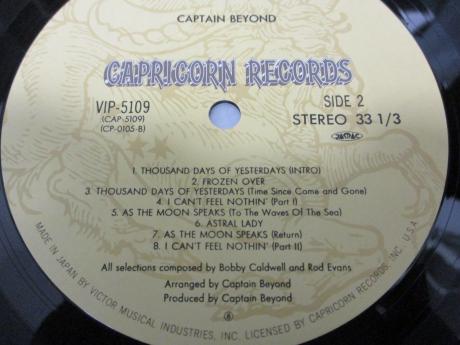 CAPTAIN BEYOND
CAPRICORN RECORDS
VIP-5109
(CAP-5109)
(CP-0105-B)
SIDE 2
STEREO 33 1/3
JASRAC
1. THOUSAND DAYS OF YESTERDAYS (INTRO)
2. FROZEN OVER
3. THOUSAND DAYS OF YESTERDAYS (Time Since Come and Gone)
4. I CAN'T FEEL NOTHIN' (Part I)
5. AS THE MOON SPEAKS (To The Waves Of The Sea)
6. ASTRAL LADY
7. AS THE MOON SPEAKS (Return)
8. I CAN'T FEEL NOTHIN' (Part II)
All selections composed by Bobby Caldwell and Rod Evans
Arranged by Captain Beyond
Produced by Captain Beyond
MADE IN JAPAN BY VICTOR MUSICAL INDUSTRIES, INC. LICENSED BY CAPRICORN RECORDS, INC. U.S.A.